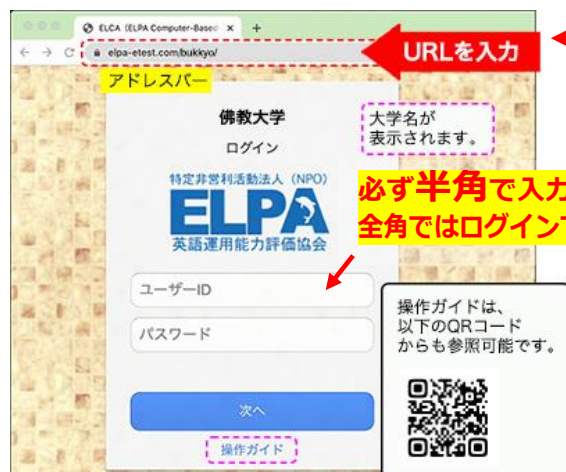 ELCA (ELPA Computer-Based
elpa-etest.com/bukkyo/
URLを入力
アドレスバー
佛教大学
大学名が
表示されます。
ログイン
特定非営利活動法人（NPO）
ELPA
英語運用能力評価協会
必ず半角で入力
全角ではログインで
ユーザーID
パスワード
操作ガイドは、
以下のQRコード
からも参照可能です。
次へ
操作ガイド